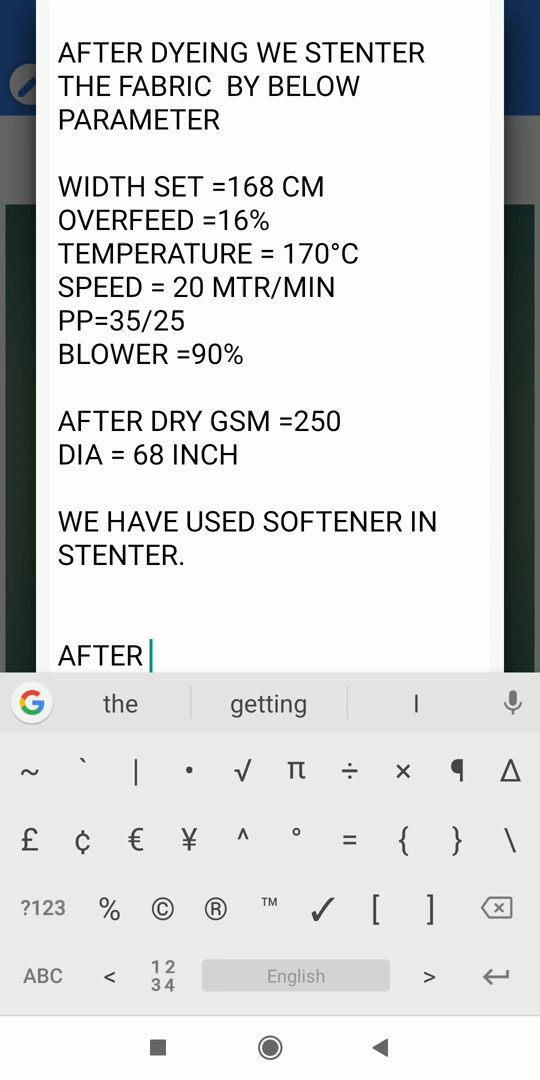 AFTER DYEING WE STENTER
THE FABRIC  BY BELOW
PARAMETER
WIDTH SET =168 CM
OVERFEED =16%
TEMPERATURE = 170°C
SPEED = 20 MTR/MIN
PP=35/25
BLOWER =90%
AFTER DRY GSM =250
DIA = 68 INCH
WE HAVE USED SOFTENER IN
STENTER.
AFTER
the getting I
~ ` | • √ π ÷ × ¶ Δ
£ ¢ € ¥ ^ ° = { } \
?123 % © ® ™ ✓ [ ]
ABC < 1 2 3 4 English >